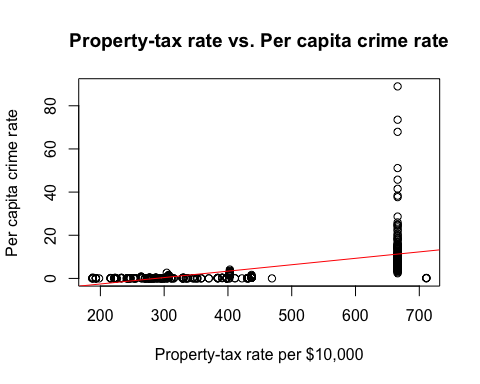 Property-tax rate vs. Per capita crime rate
Per capita crime rate
80
60
40
20
0
200 300 400 500 600 700
Property-tax rate per $10,000